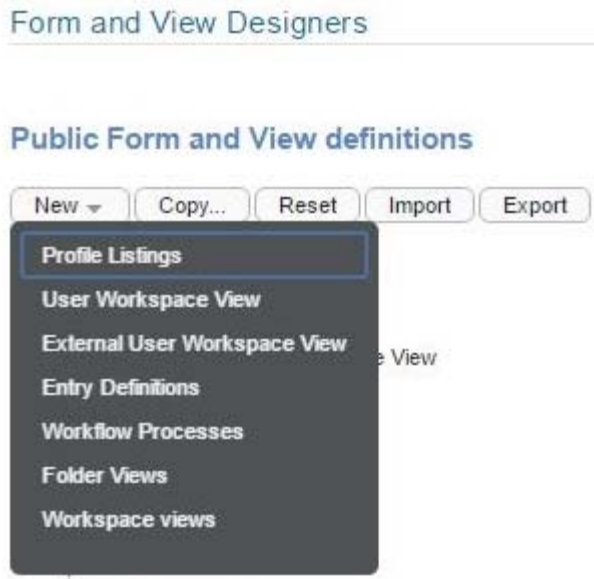 Form and View Designers
Public Form and View definitions
New Copy... Reset Import Export
Profile Listings
User Workspace View
External User Workspace View
View
Entry Definitions
Workflow Processes
Folder Views
Workspace views